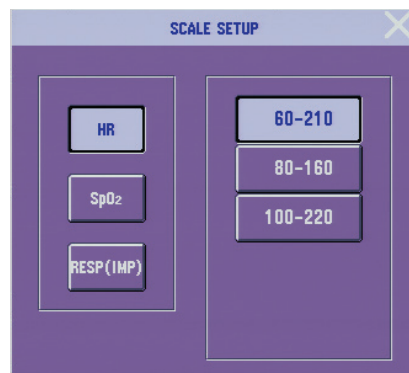 SCALE SETUP
HR
SpO2
RESP(IMP)
60-210
80-160
100-220